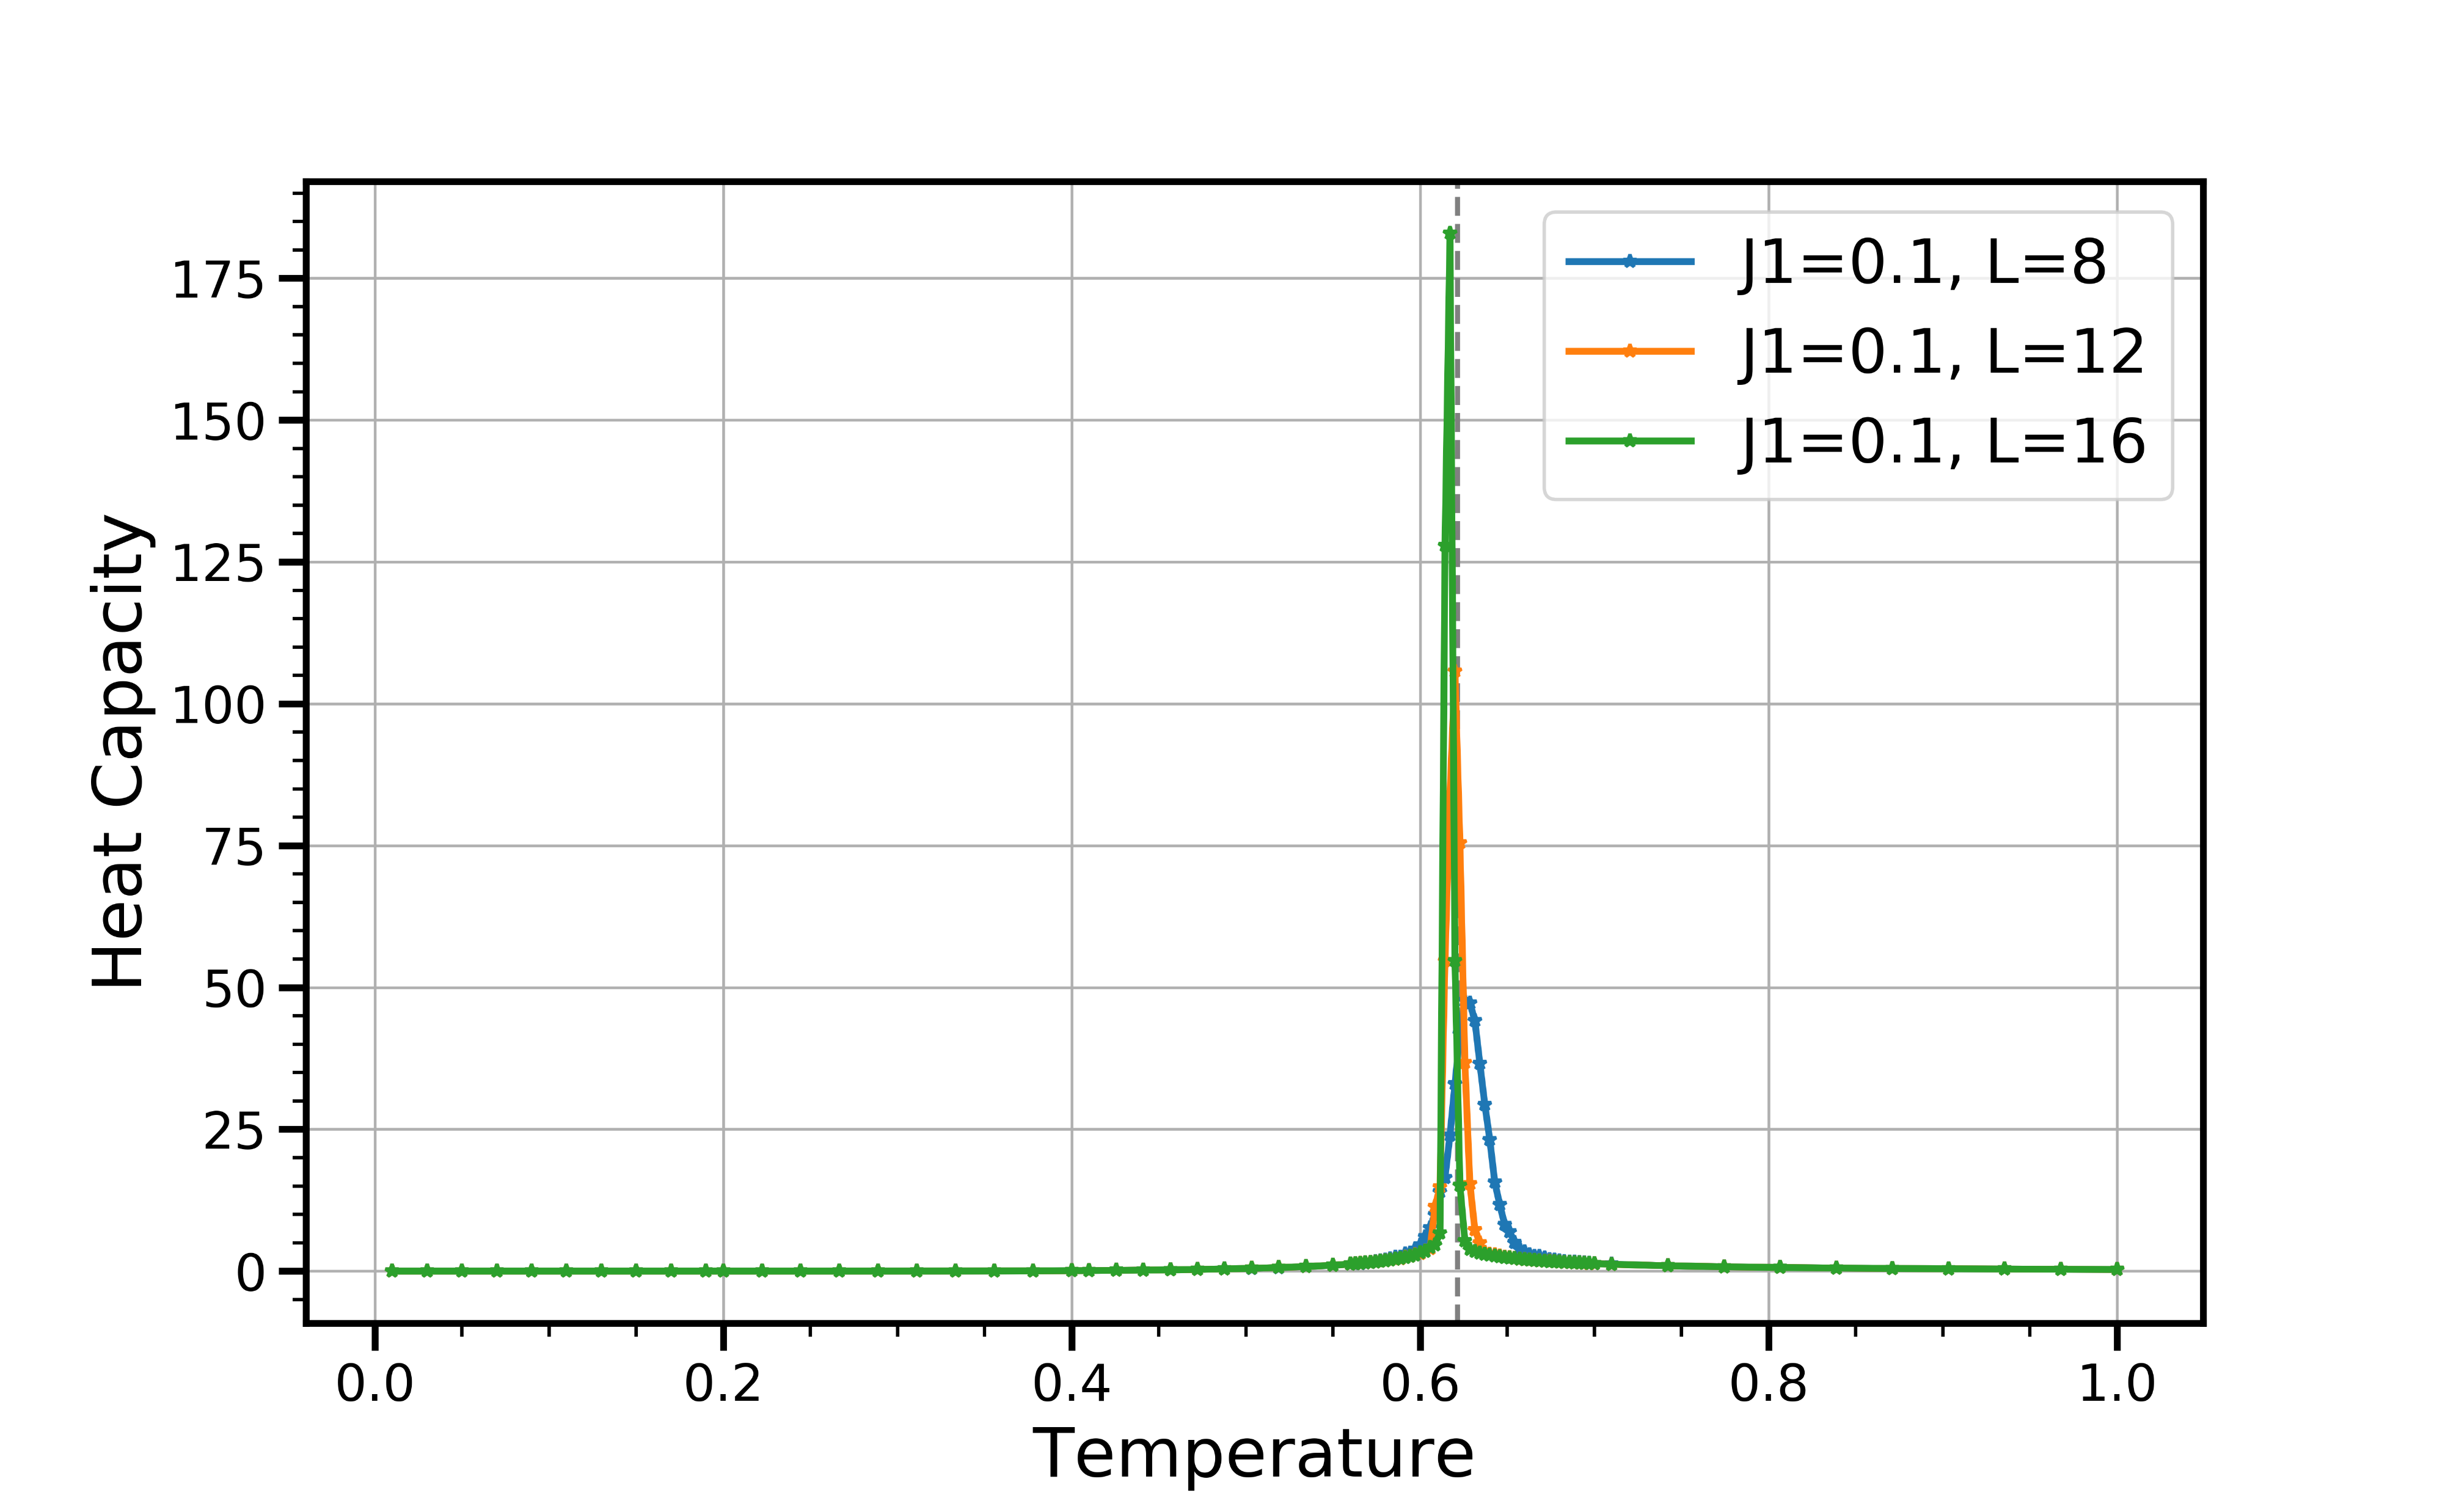 J1=0.1, L=8
J1=0.1, L=12
J1=0.1, L=16
Heat Capacity
175
150
125
100
75
50
25
0
0.0 0.2 0.4 0.6 0.8 1.0
Temperature